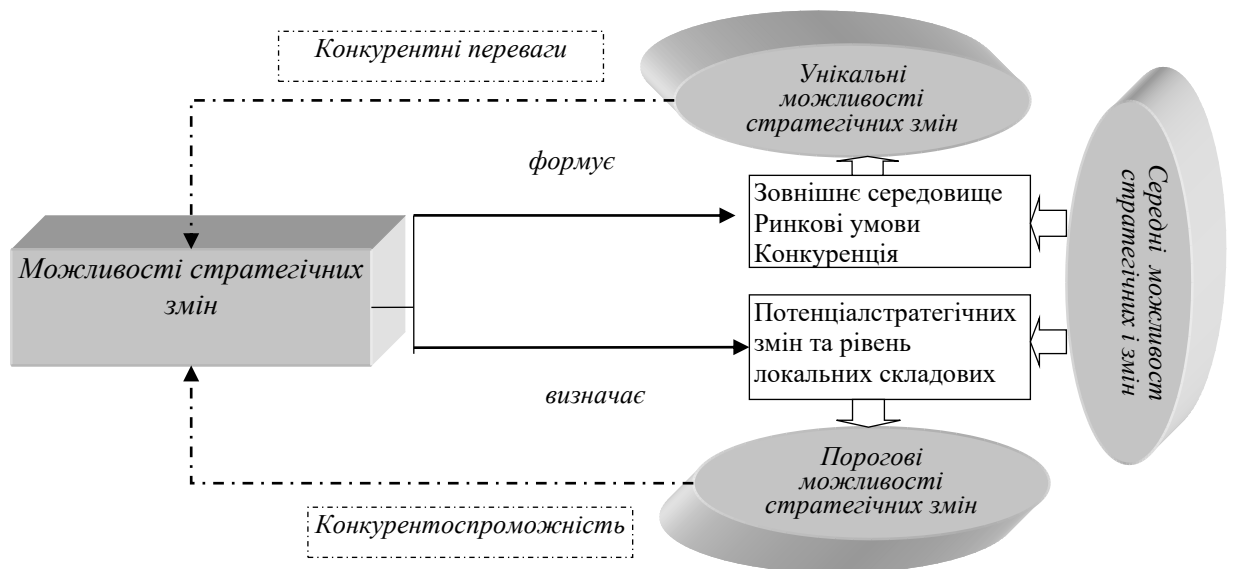 Конкурентні переваги
Унікальні
можливості
стратегічних змін
формує
Зовнішнє середовище
Ринкові умови
Конкуренція
Середні можливості
стратегічних і змін
Можливості стратегічних
змін
Потенціалстратегічних
змін та рівень
локальних складових
визначає
Порогові
можливості
стратегічних змін
Конкурентоспроможність